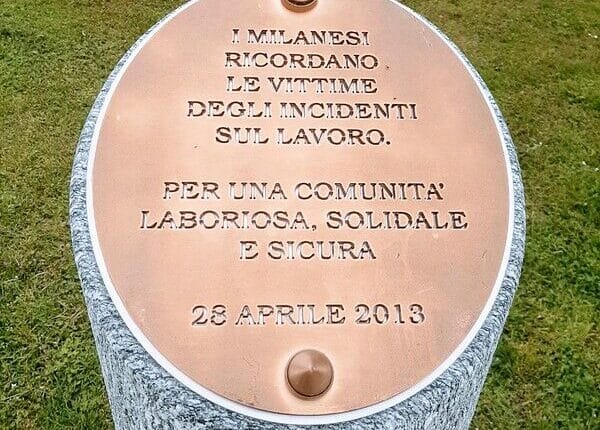 I MILANESI
RICORDANO
LE VITTIME
DEGLI INCIDENTI
SUL LAVORO.
PER UNA COMUNITA'
LABORIOSA, SOLIDALE
E SICURA
28 APRILE 2013